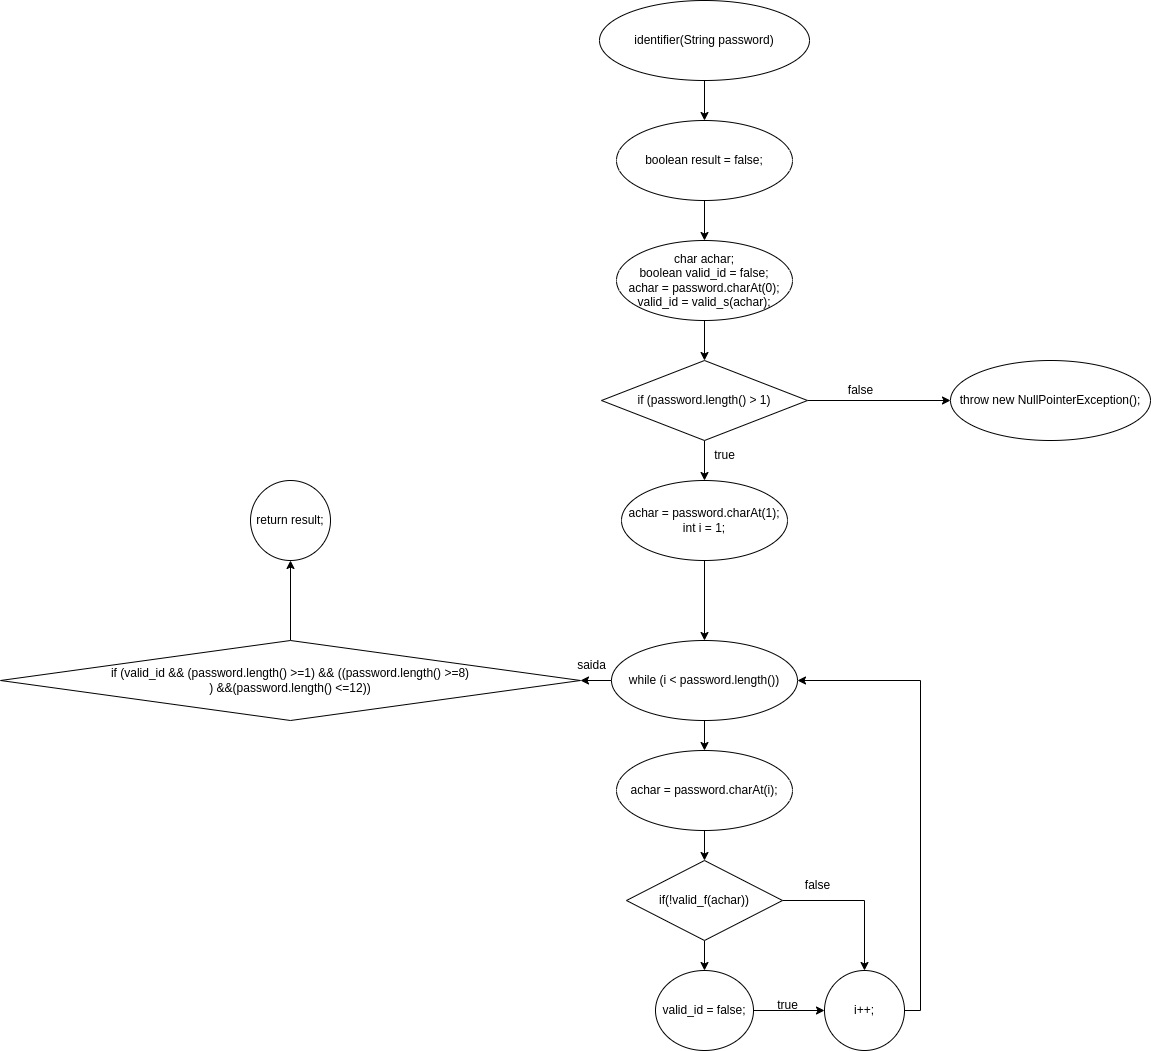 identifier(String password)
boolean result = false;
char achar;
boolean valid_id = false;
achar = password.charAt(0);
valid_id = valid_s(achar);
if (password.length() > 1)
false
throw new NullPointerException();
true
achar = password.charAt(1);
int i = 1;
return result;
if (valid_id && (password.length() >=1) && ((password.length() >=8)
) &&(password.length() <=12))
saida
while (i < password.length())
achar = password.charAt(i);
if(!valid_f(achar))
false
valid_id = false;
true
i++;